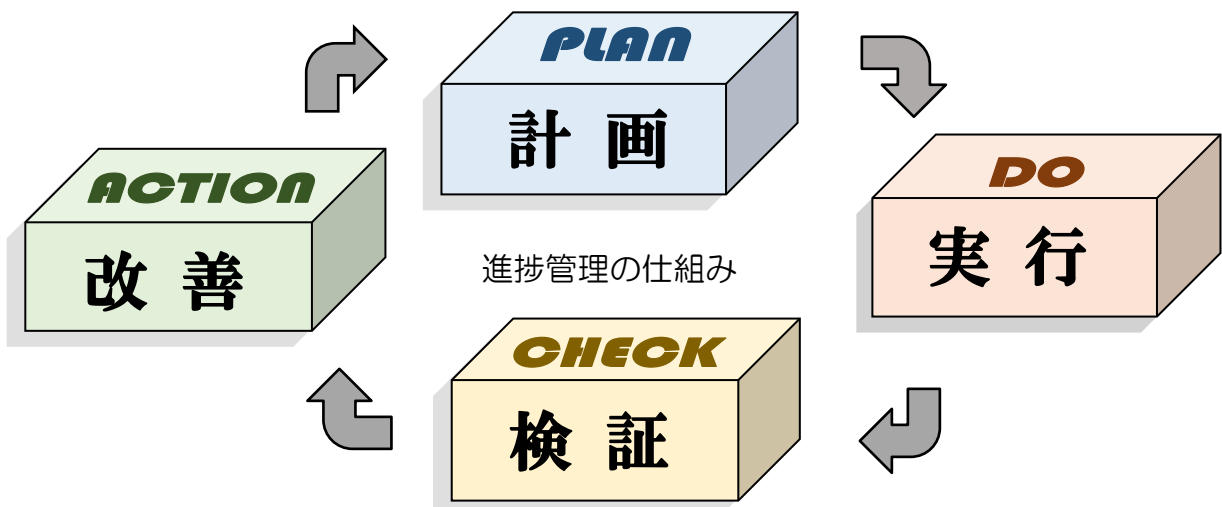 PLAN
計画
DO
実行
CHECK
検証
ACTION
改善
進捗管理の仕組み